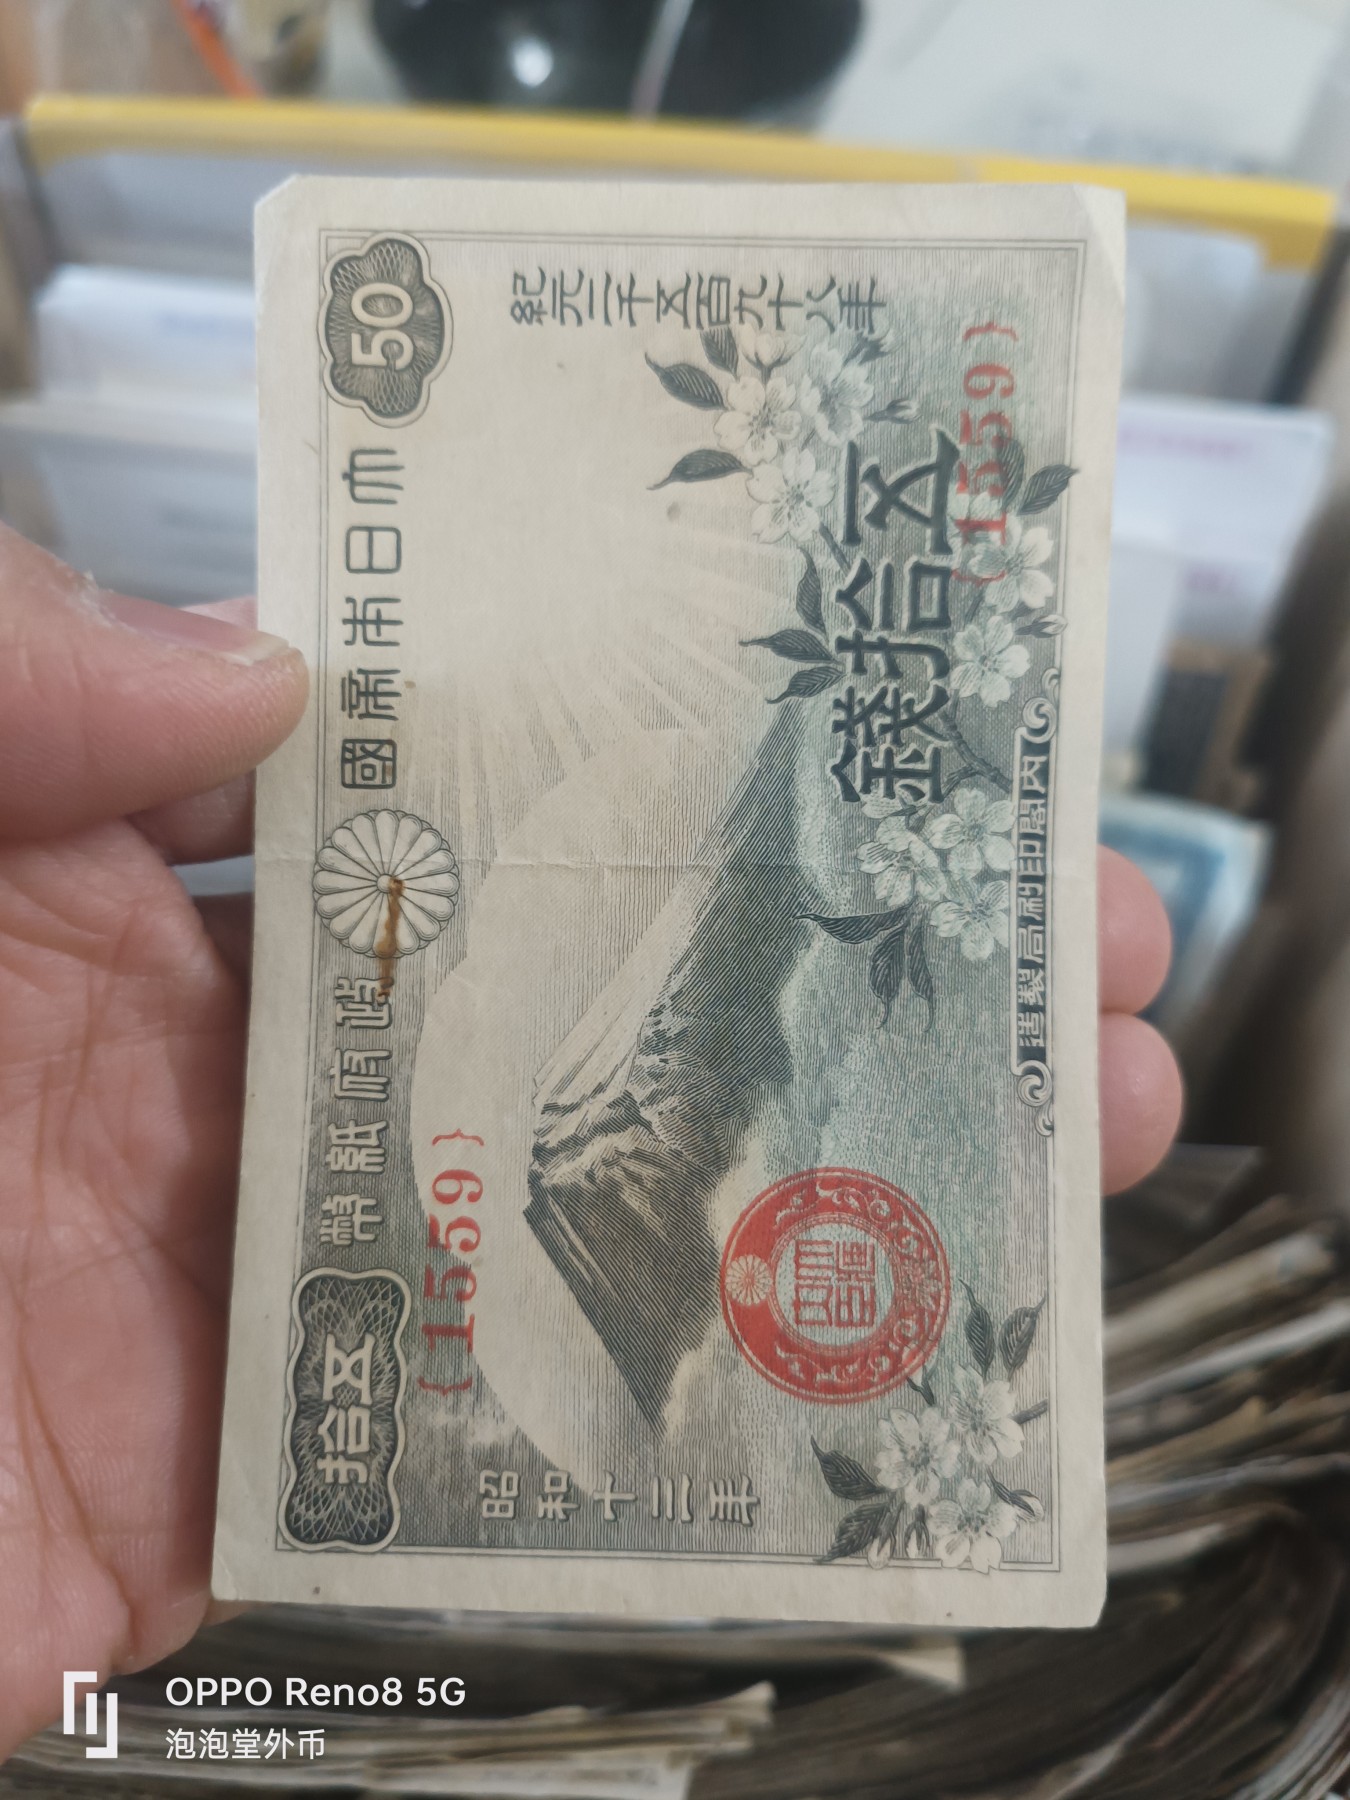 50
大日本帝國政府紙幣
五拾
{1559}
紀元二千五百九十八年
昭和十三年
五拾錢
{1559}
内閣印刷局製造
OPPO Reno8 5G
泡泡堂外币